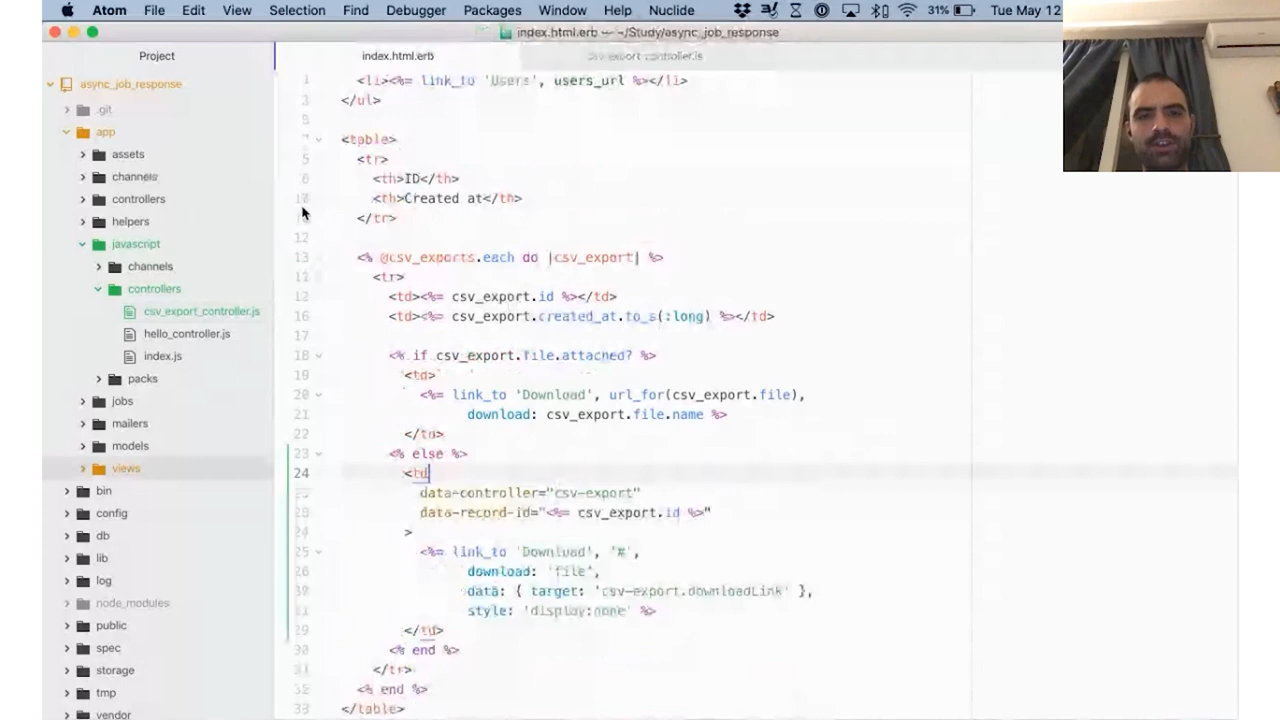 Atom File Edit View Selection Find Debugger Packages Window Help Nuclide 31% Tue May 12
index.html.erb — ~/Study/async_job_response
Project
index.html.erb
csv_export_controller.js
async_job_response
.git
app
assets
channels
controllers
helpers
javascript
channels
controllers
csv_export_controller.js
hello_controller.js
index.js
packs
jobs
mailers
models
views
bin
config
db
lib
log
node_modules
public
spec
storage
tmp
vendor
<li><%= link_to 'Users', users_url %></li>
</ul>
<table>
<tr>
<th>ID</th>
<th>Created at</th>
</tr>
<% @csv_exports.each do |csv_export| %>
<tr>
<td><%= csv_export.id %></td>
<td><%= csv_export.created_at.to_s(:long) %></td>
<% if csv_export.file.attached? %>
<td>
<%= link_to 'Download', url_for(csv_export.file),
download: csv_export.file.name %>
</td>
<% else %>
<td
data-controller="csv-export"
data-record-id="<%= csv_export.id %>"
>
<%= link_to 'Download', '#',
download: 'file',
data: { target: 'csv-export.downloadLink' },
style: 'display:none' %>
</td>
<% end %>
</tr>
<% end %>
</table>